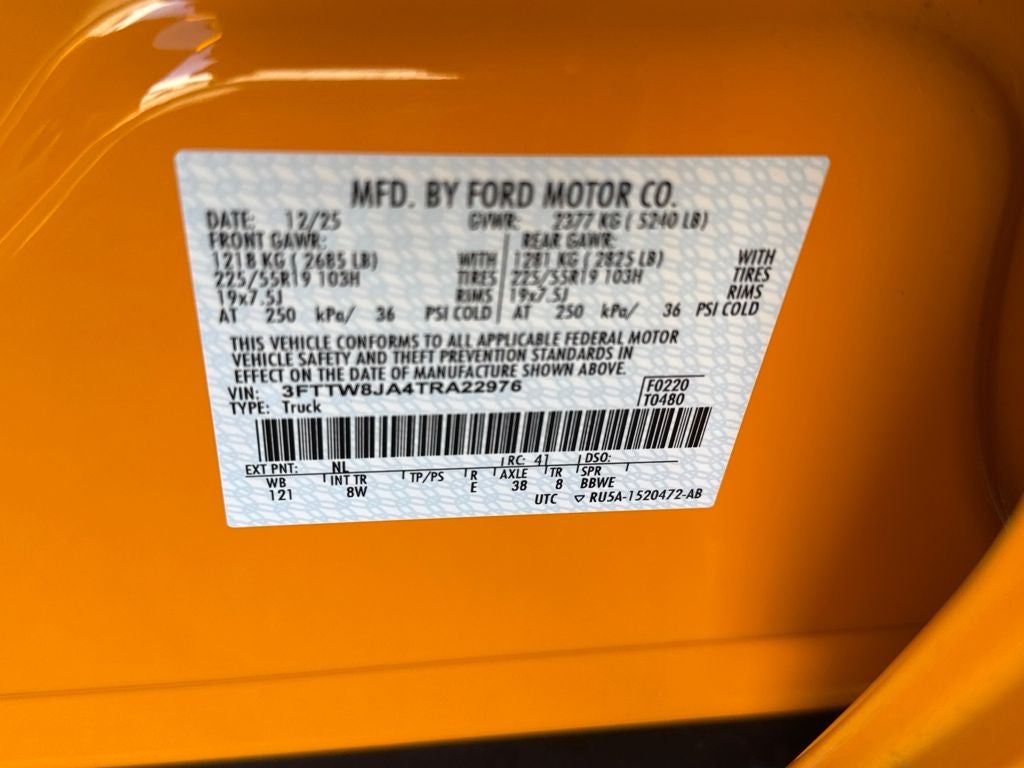 MFD. BY FORD MOTOR CO.
DATE: 12/25 GVWR: 2377 KG ( 5240 LB)
FRONT GAWR: REAR GAWR:
1218 KG ( 2685 LB) WITH 1281 KG ( 2825 LB) WITH
225/55R19 103H TIRES 225/55R19 103H TIRES
19x7.5J RIMS 19x7.5J RIMS
AT 250 kPa/ 36 PSI COLD AT 250 kPa/ 36 PSI COLD
THIS VEHICLE CONFORMS TO ALL APPLICABLE FEDERAL MOTOR
VEHICLE SAFETY AND THEFT PREVENTION STANDARDS IN
EFFECT ON THE DATE OF MANUFACTURE SHOWN ABOVE.
VIN: 3FTTW8JA4TRA22976 F0220
TYPE: Truck T0480
EXT PNT: NL RC: 41 DSO:
WB INT TR TP/PS R AXLE TR SPR
121 8W E 38 8 BBWE
UTC ▽ RU5A-1520472-AB